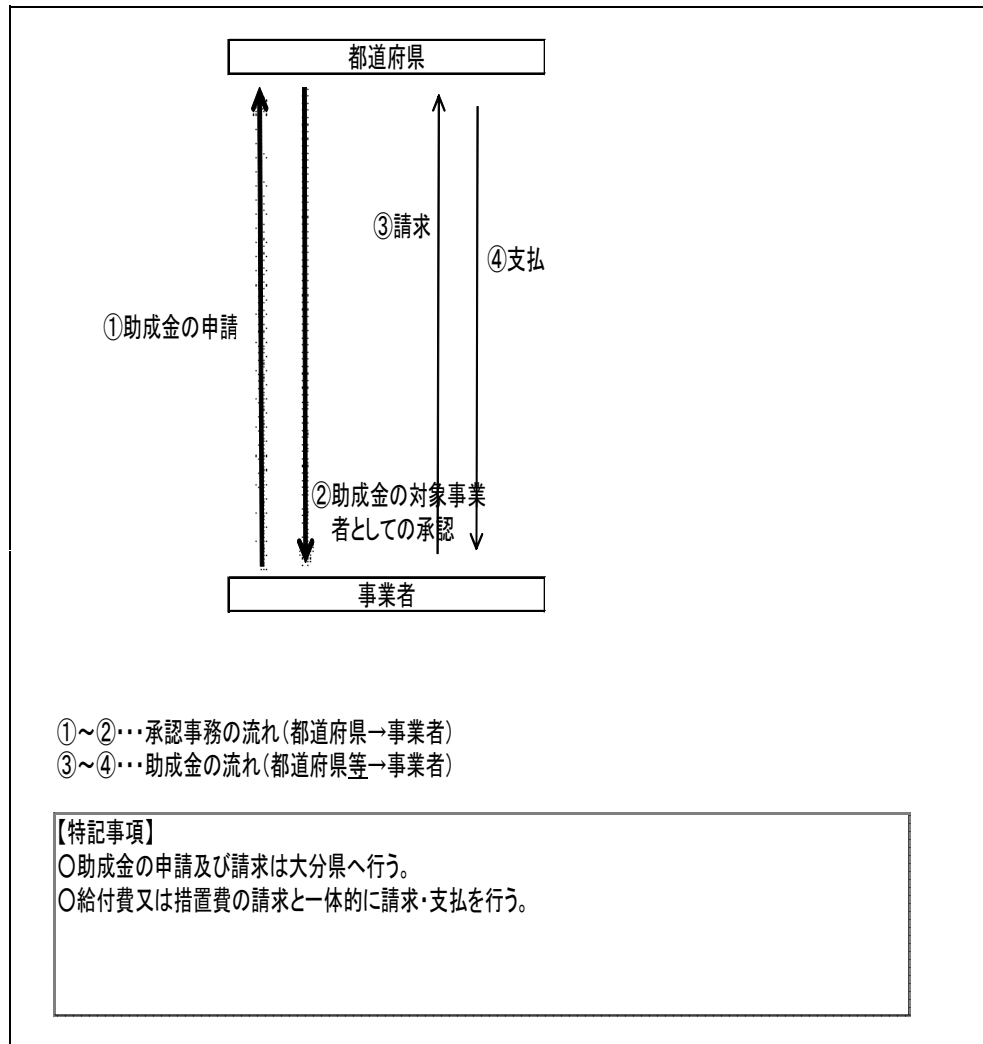 都道府県
③請求
④支払
①助成金の申請
②助成金の対象事業
者としての承認
事業者
①～②･･･承認事務の流れ(都道府県→事業者)
③～④･･･助成金の流れ(都道府県等→事業者)
【特記事項】
○助成金の申請及び請求は大分県へ行う。
○給付費又は措置費の請求と一体的に請求・支払を行う。